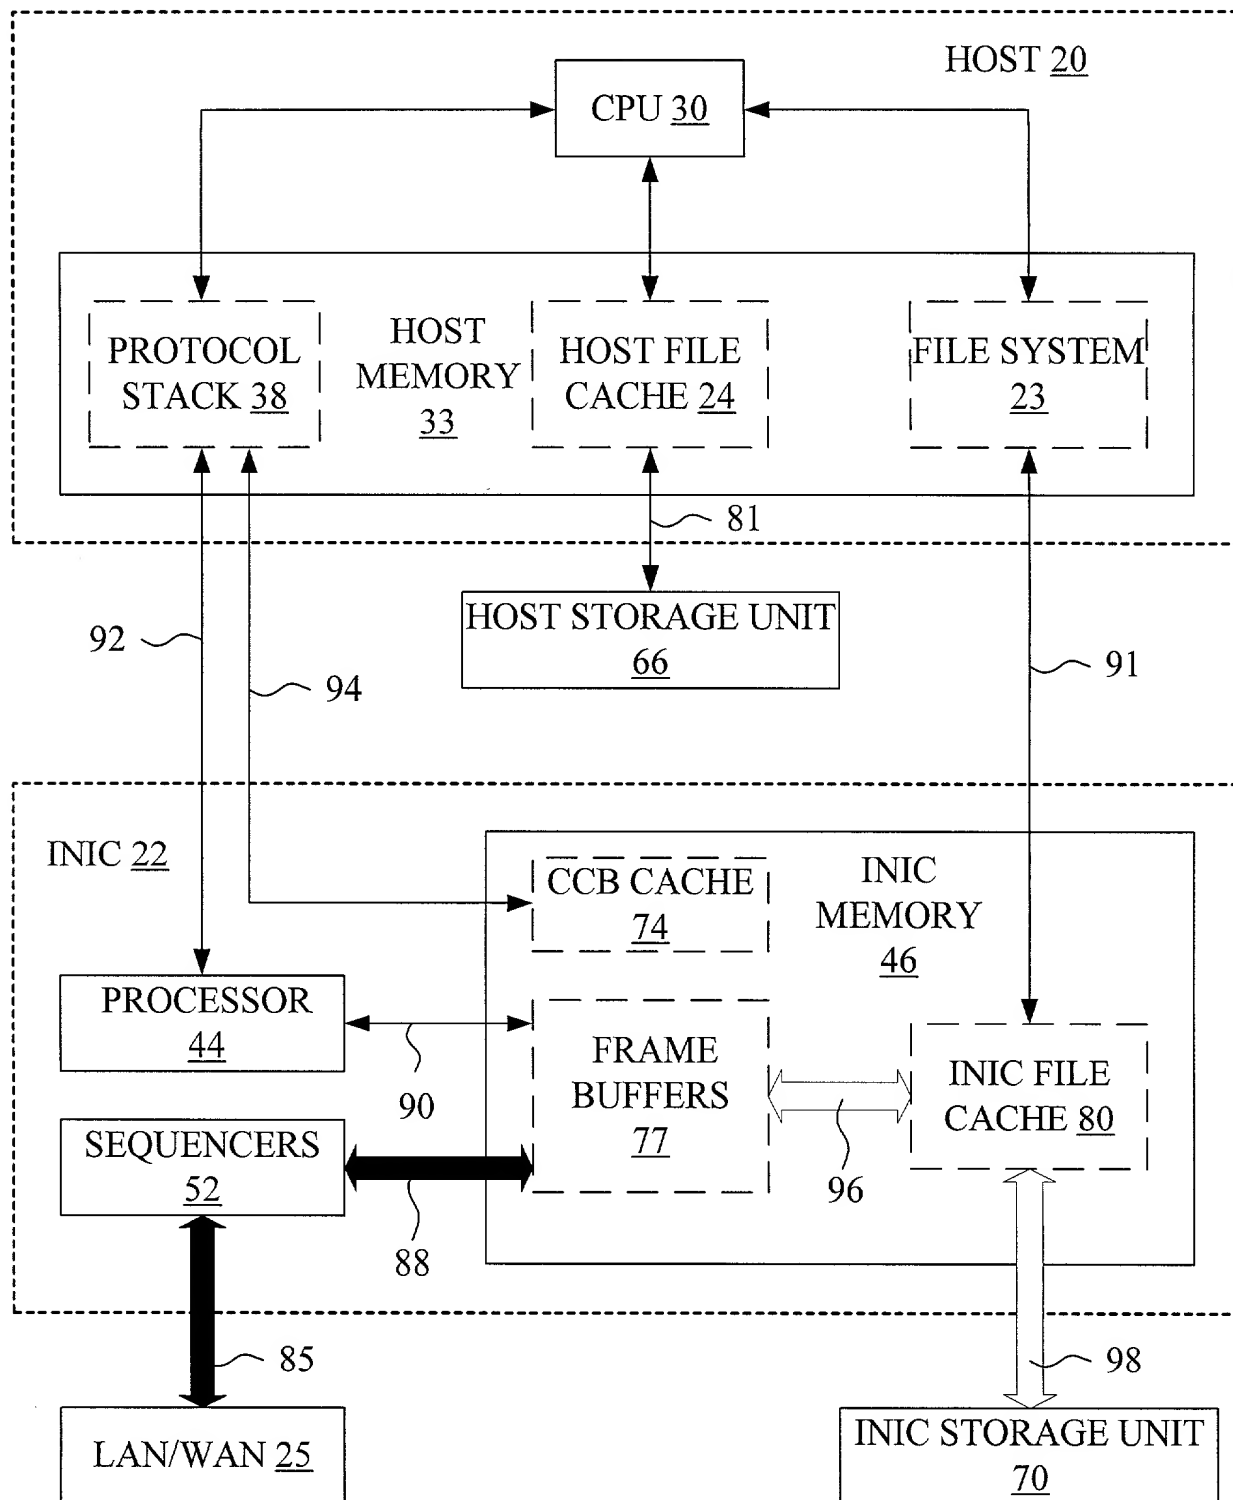 HOST 20
CPU 30
PROTOCOL
STACK 38
HOST
MEMORY
33
HOST FILE
CACHE 24
FILE SYSTEM
23
81
HOST STORAGE UNIT
66
92
94
91
INIC 22
CCB CACHE
74
INIC
MEMORY
46
PROCESSOR
44
90
FRAME
BUFFERS
77
INIC FILE
CACHE 80
96
SEQUENCERS
52
88
85
98
LAN/WAN 25
INIC STORAGE UNIT
70